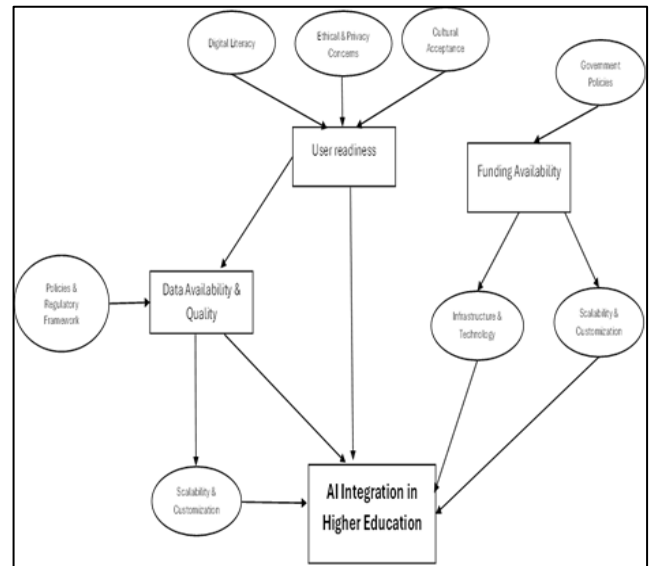 Digital Literacy
Ethical & Privacy
Concerns
Cultural
Acceptance
Government
Policies
User readiness
Funding Availability
Policies &
Regulatory
Framework
Data Availability &
Quality
Infrastructure &
Technology
Scalability &
Customization
Scalability &
Customization
AI Integration in
Higher Education